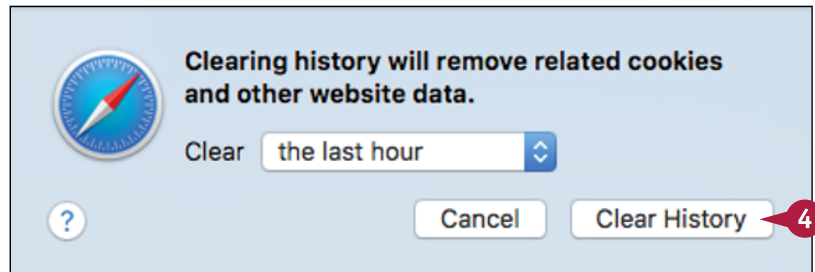 Clearing history will remove related cookies
and other website data.
Clear the last hour
? Cancel Clear History 4